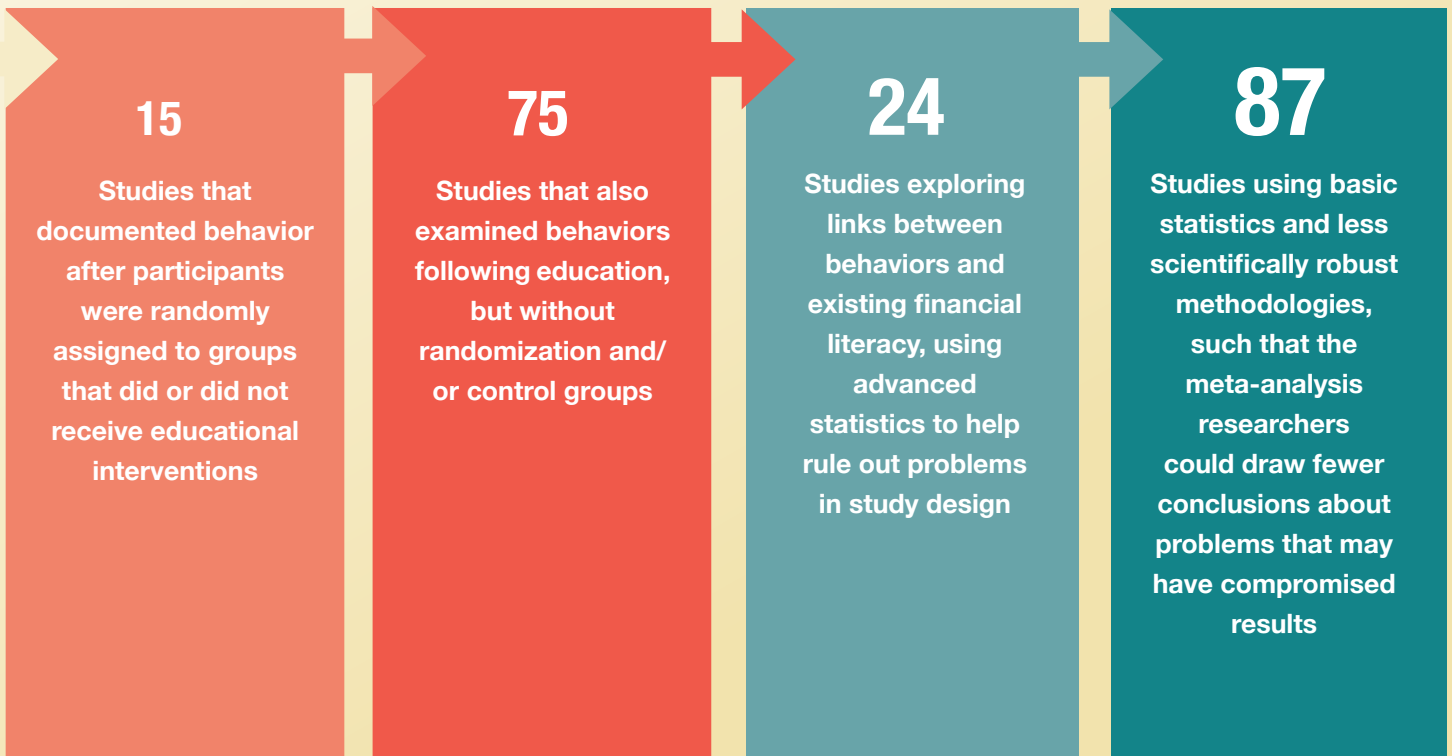 15
Studies that
documented behavior
after participants
were randomly
assigned to groups
that did or did not
receive educational
interventions
75
Studies that also
examined behaviors
following education,
but without
randomization and/
or control groups
24
Studies exploring
links between
behaviors and
existing financial
literacy, using
advanced
statistics to help
rule out problems
in study design
87
Studies using basic
statistics and less
scientifically robust
methodologies,
such that the
meta-analysis
researchers
could draw fewer
conclusions about
problems that may
have compromised
results